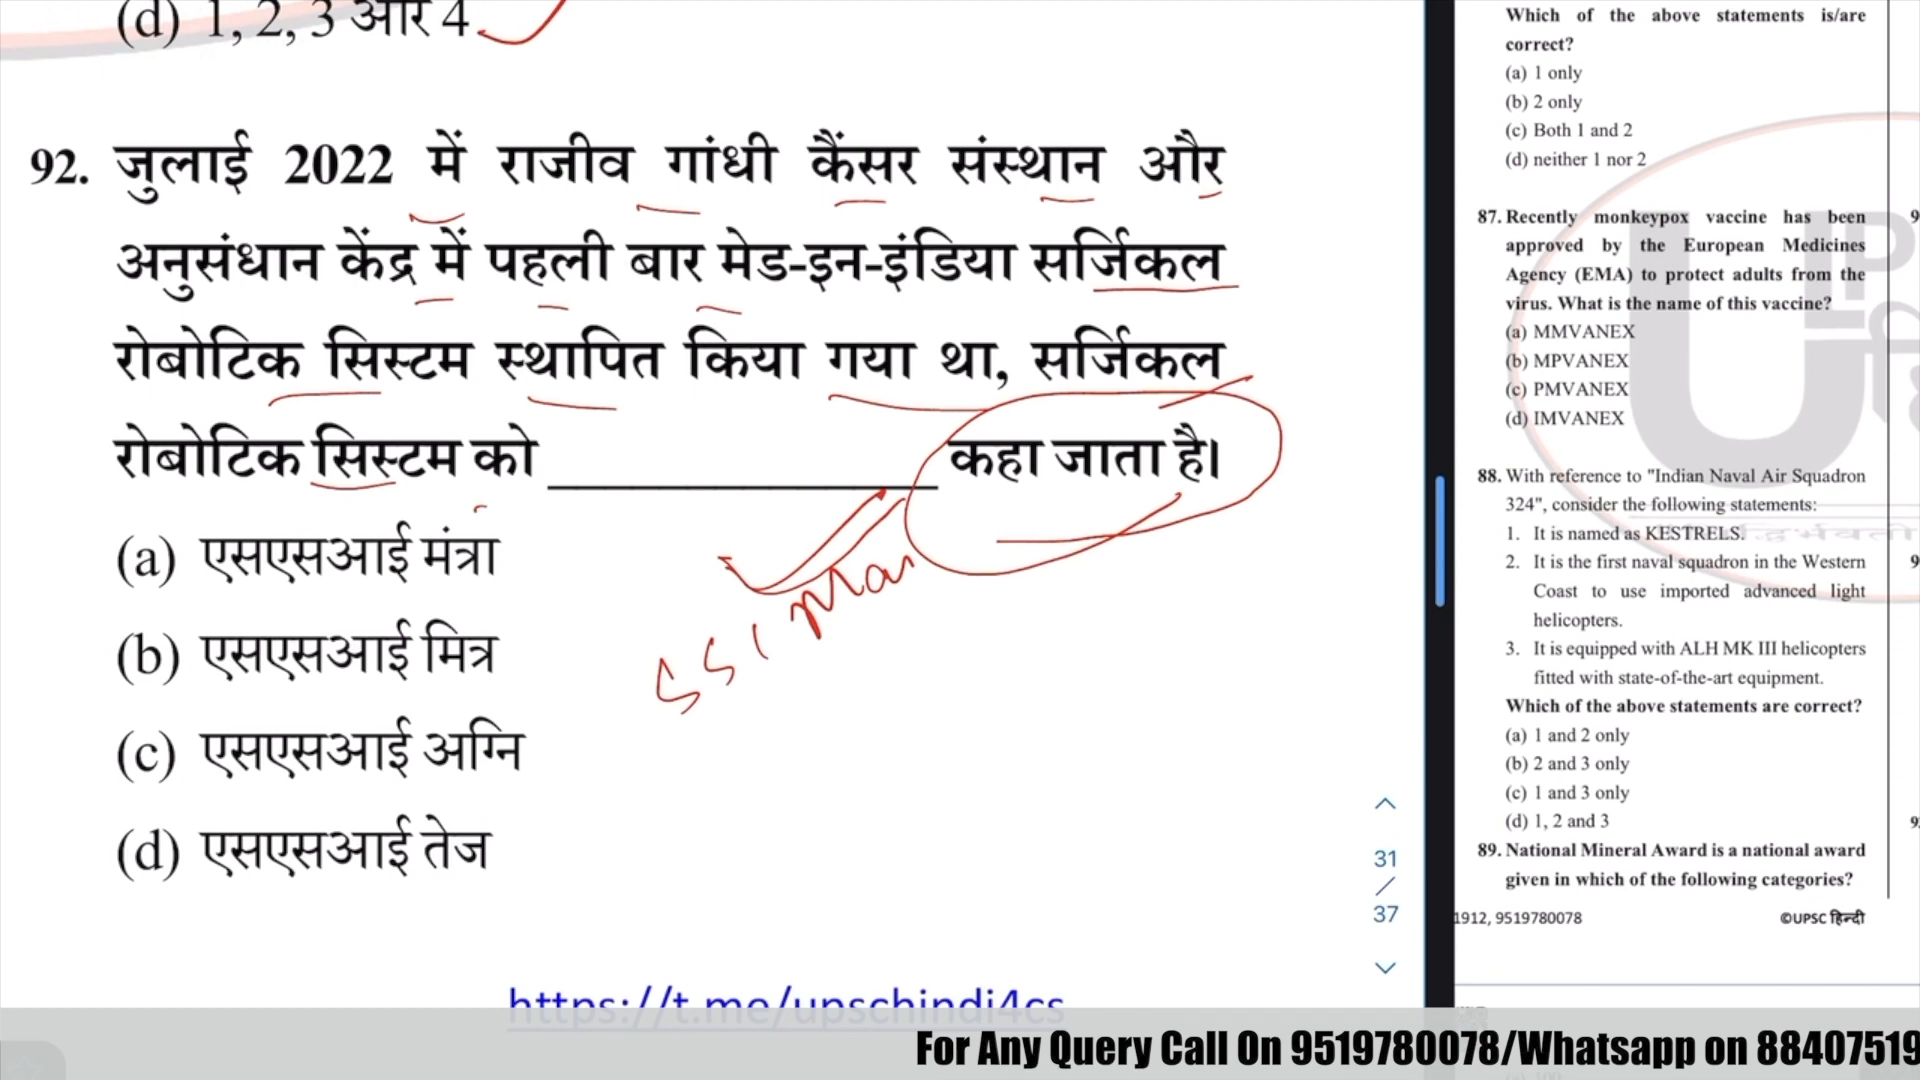 (d) 1, 2, 3 और 4
92. जुलाई 2022 में राजीव गांधी कैंसर संस्थान और
अनुसंधान केंद्र में पहली बार मेड-इन-इंडिया सर्जिकल
रोबोटिक सिस्टम स्थापित किया गया था, सर्जिकल
रोबोटिक सिस्टम को ____________ कहा जाता है।
(a) एसएसआई मंत्रा
(b) एसएसआई मित्र
(c) एसएसआई अग्नि
(d) एसएसआई तेज
SSI Man
31
/
37
https://t.me/upschindi4cs
Which of the above statements is/are
correct?
(a) 1 only
(b) 2 only
(c) Both 1 and 2
(d) neither 1 nor 2
87. Recently monkeypox vaccine has been
approved by the European Medicines
Agency (EMA) to protect adults from the
virus. What is the name of this vaccine?
(a) MMVANEX
(b) MPVANEX
(c) PMVANEX
(d) IMVANEX
88. With reference to "Indian Naval Air Squadron
324", consider the following statements:
1. It is named as KESTRELS.
2. It is the first naval squadron in the Western
Coast to use imported advanced light
helicopters.
3. It is equipped with ALH MK III helicopters
fitted with state-of-the-art equipment.
Which of the above statements are correct?
(a) 1 and 2 only
(b) 2 and 3 only
(c) 1 and 3 only
(d) 1, 2 and 3
89. National Mineral Award is a national award
given in which of the following categories?
1912, 9519780078 ©UPSC हिन्दी
For Any Query Call On 9519780078/Whatsapp on 88407519